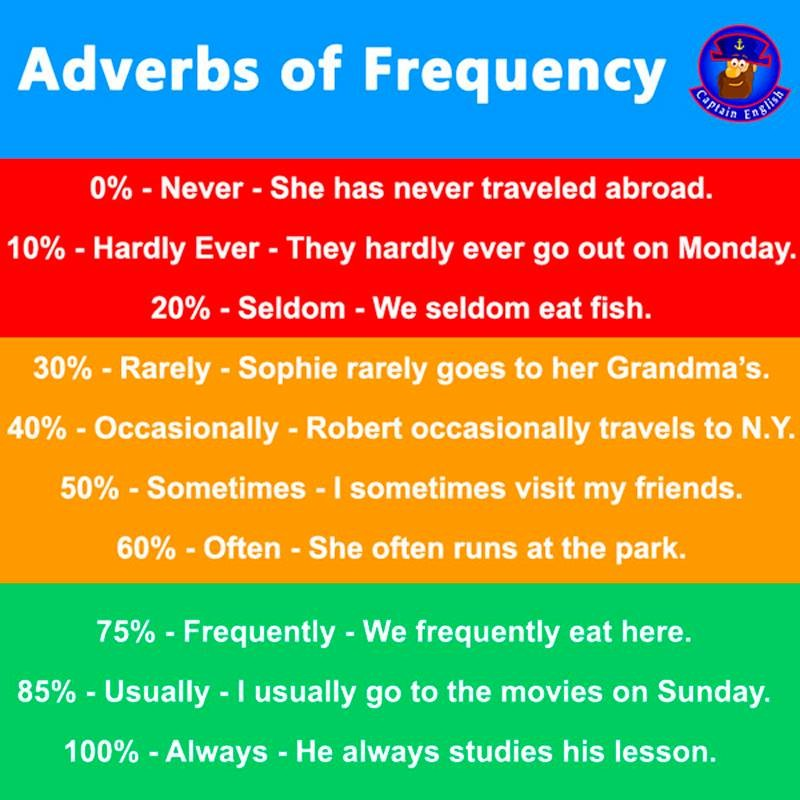 Adverbs of Frequency
Captain English
0% - Never - She has never traveled abroad.
10% - Hardly Ever - They hardly ever go out on Monday.
20% - Seldom - We seldom eat fish.
30% - Rarely - Sophie rarely goes to her Grandma’s.
40% - Occasionally - Robert occasionally travels to N.Y.
50% - Sometimes - I sometimes visit my friends.
60% - Often - She often runs at the park.
75% - Frequently - We frequently eat here.
85% - Usually - I usually go to the movies on Sunday.
100% - Always - He always studies his lesson.